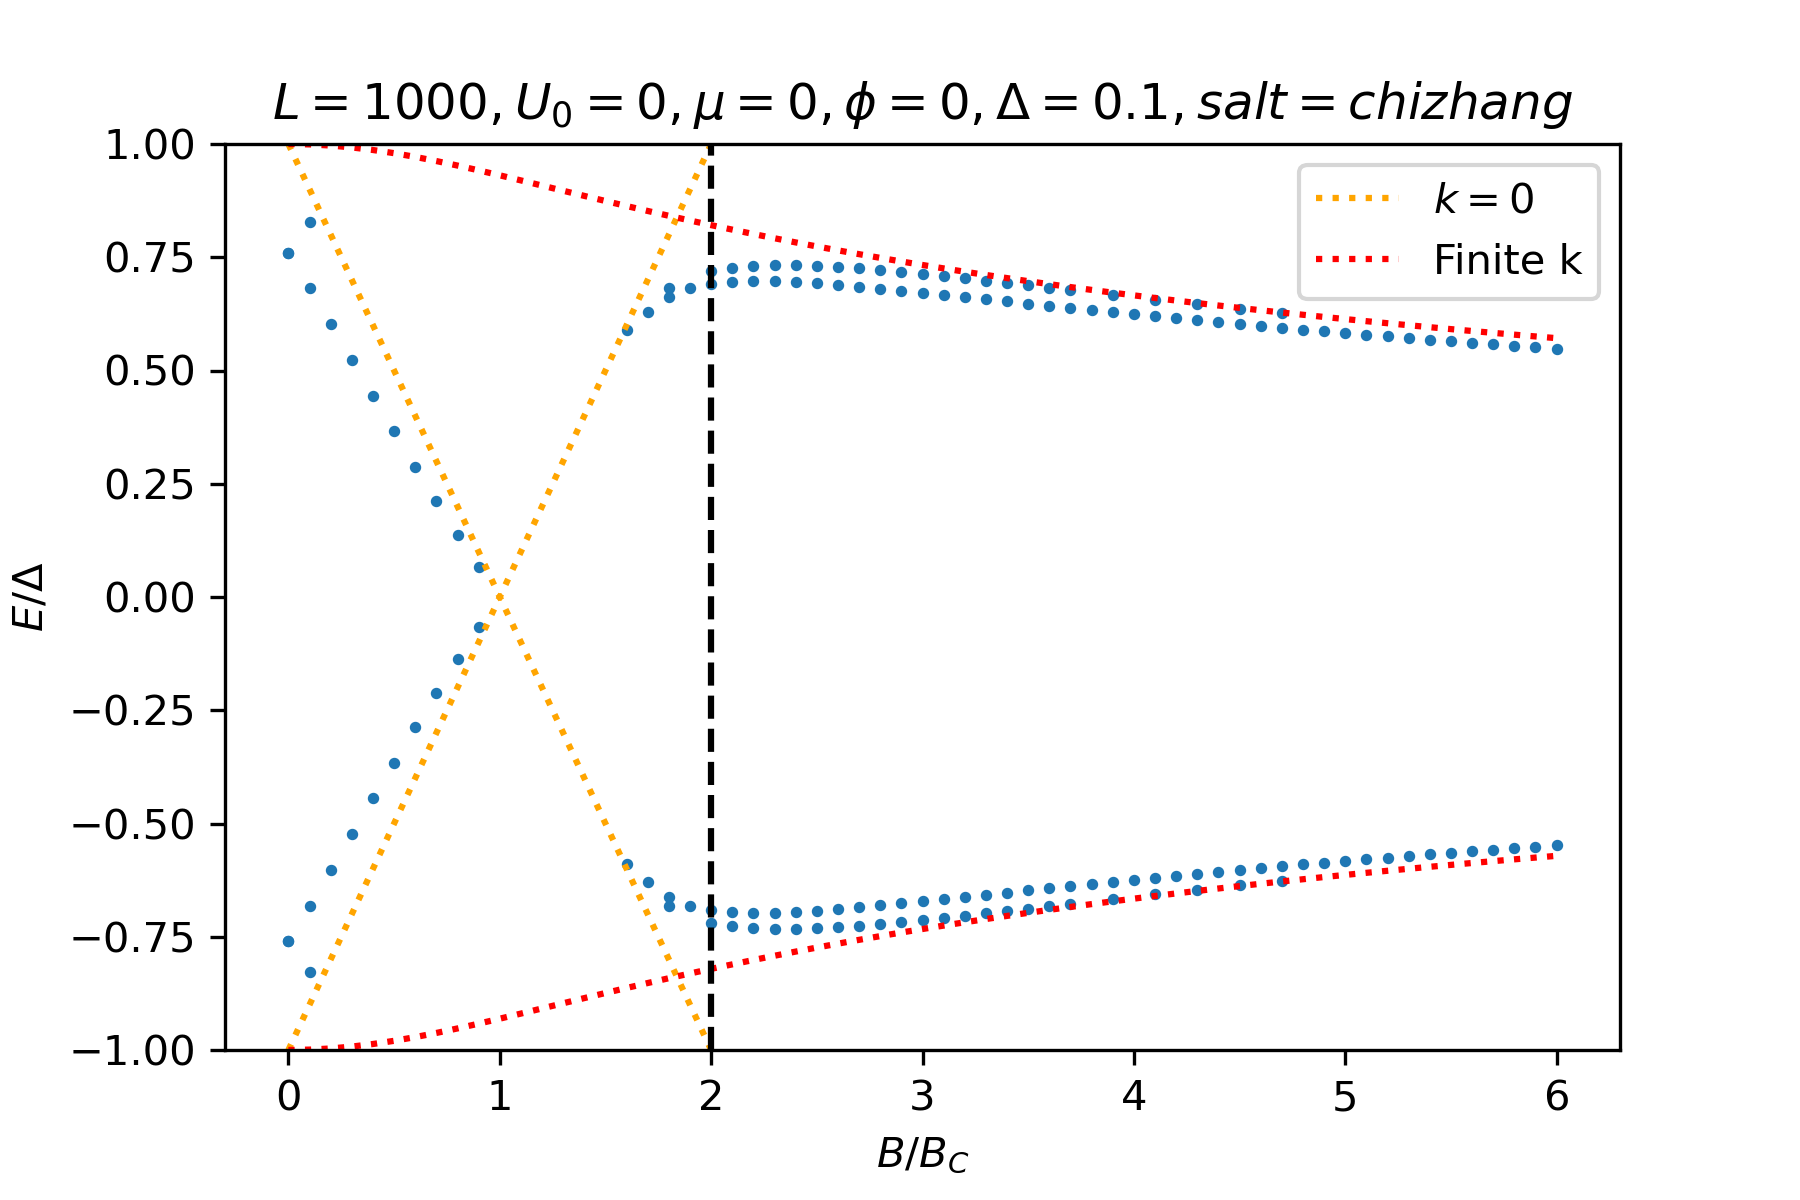 L = 1000, U₀ = 0, μ = 0, ϕ = 0, Δ = 0.1, salt = chizhang
1.00
0.75
0.50
0.25
0.00
−0.25
−0.50
−0.75
−1.00
E/Δ
k = 0
Finite k
0 1 2 3 4 5 6
B/B_C